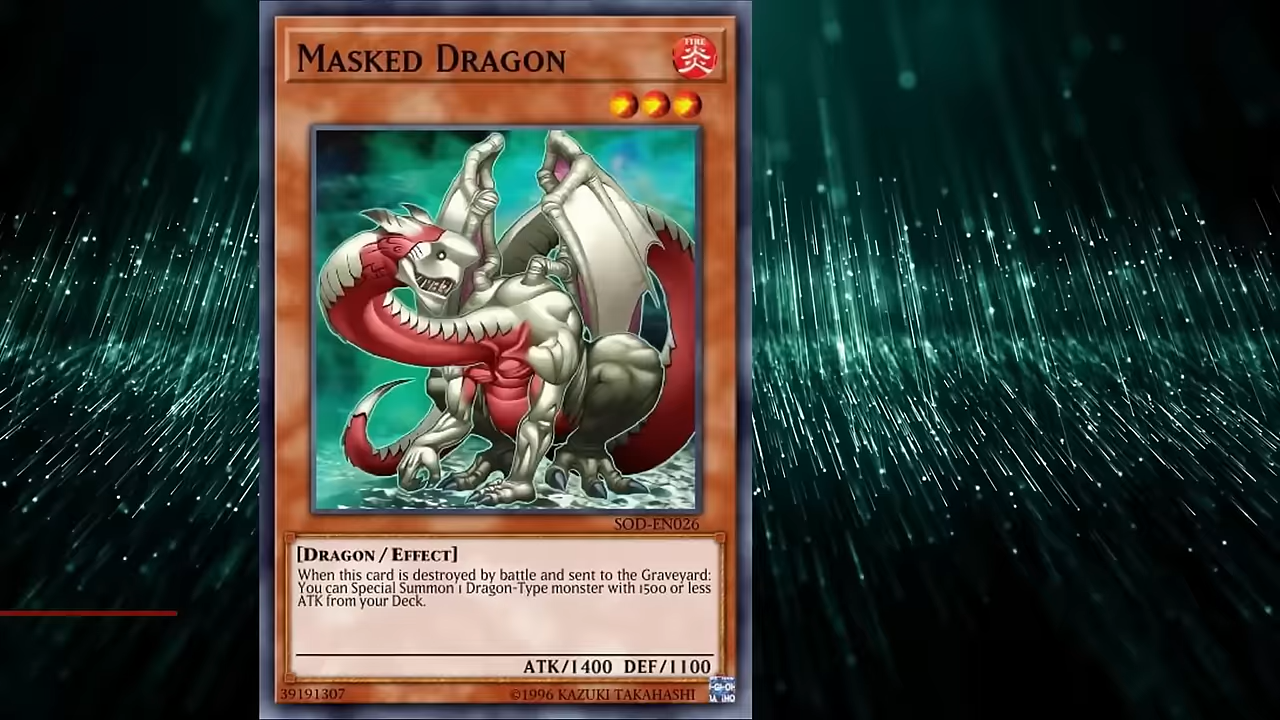 MASKED DRAGON
FIRE
炎
SOD-EN026
[DRAGON / EFFECT]
When this card is destroyed by battle and sent to the Graveyard:
You can Special Summon 1 Dragon-Type monster with 1500 or less
ATK from your Deck.
ATK/1400 DEF/1100
39191307
©1996 KAZUKI TAKAHASHI